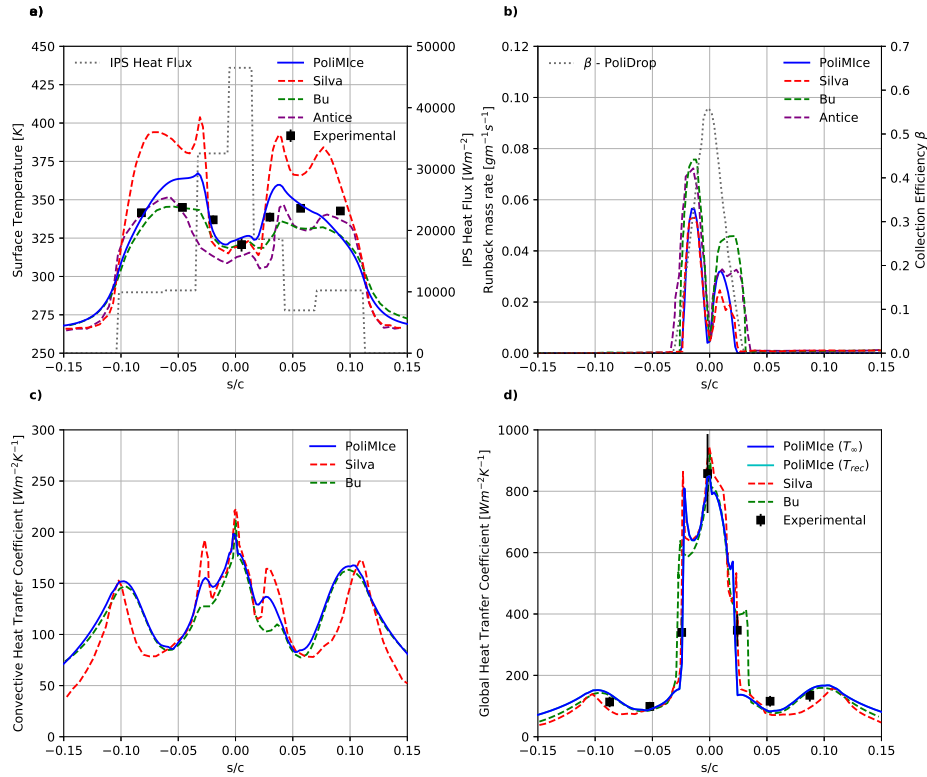 a)
450
425
400
375
350
325
300
275
250
Surface Temperature [K]
IPS Heat Flux
PoliMIce
Silva
Bu
Antice
Experimental
50000
40000
30000
20000
10000
0
IPS Heat Flux [Wm−2]
−0.15 −0.10 −0.05 0.00 0.05 0.10 0.15
s/c
b)
0.12
0.10
0.08
0.06
0.04
0.02
0.00
Runback mass rate [gm−1s−1]
β - PoliDrop
PoliMIce
Silva
Bu
Antice
0.7
0.6
0.5
0.4
0.3
0.2
0.1
0.0
Collection Efficiency β
−0.15 −0.10 −0.05 0.00 0.05 0.10 0.15
s/c
c)
300
250
200
150
100
50
0
Convective Heat Tranfer Coefficient [Wm−2K−1]
PoliMIce
Silva
Bu
−0.15 −0.10 −0.05 0.00 0.05 0.10 0.15
s/c
d)
1000
800
600
400
200
0
Global Heat Tranfer Coefficient [Wm−2K−1]
PoliMIce (T∞)
PoliMIce (Trec)
Silva
Bu
Experimental
−0.15 −0.10 −0.05 0.00 0.05 0.10 0.15
s/c